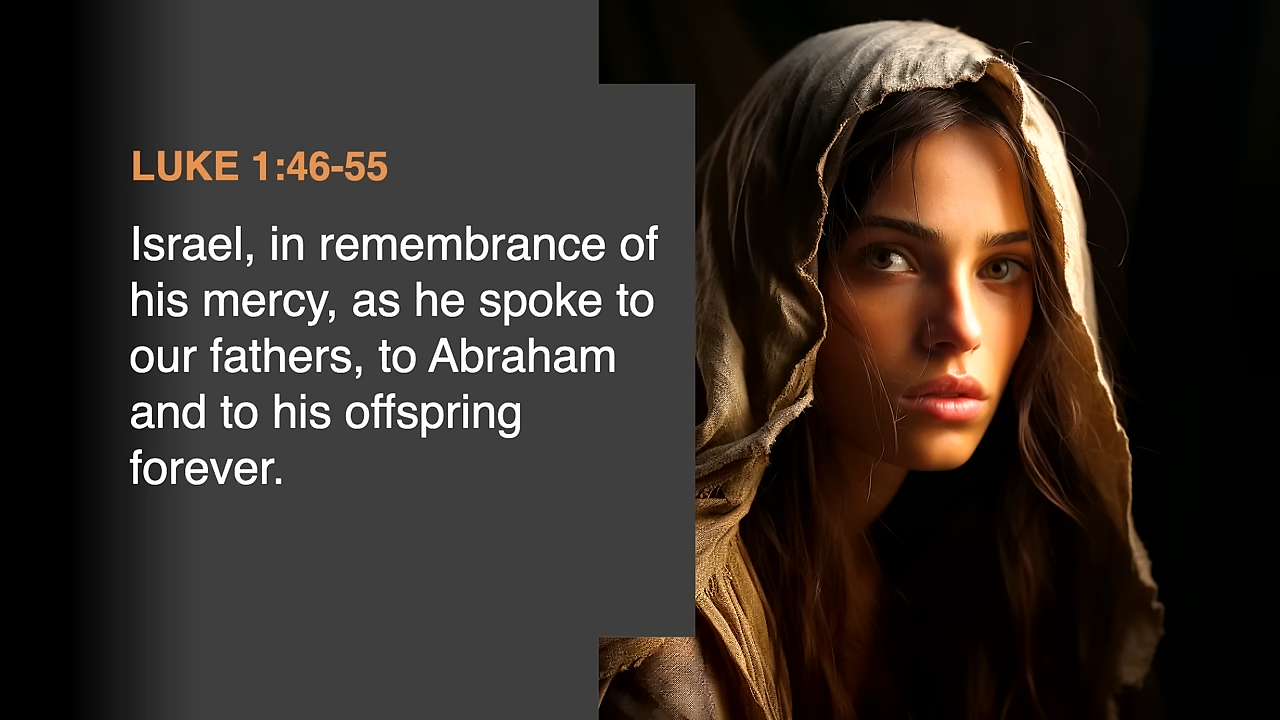 LUKE 1:46-55
Israel, in remembrance of
his mercy, as he spoke to
our fathers, to Abraham
and to his offspring
forever.